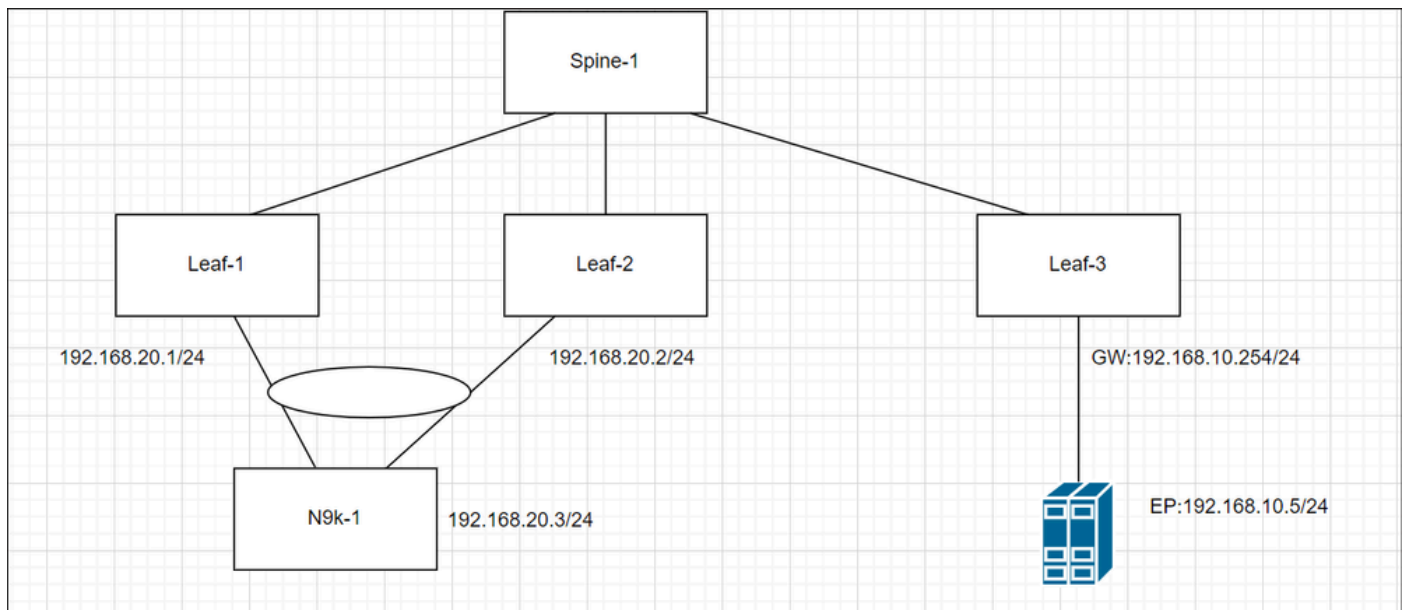 Spine-1
Leaf-1
Leaf-2
Leaf-3
192.168.20.1/24
192.168.20.2/24
GW:192.168.10.254/24
N9k-1
192.168.20.3/24
EP:192.168.10.5/24